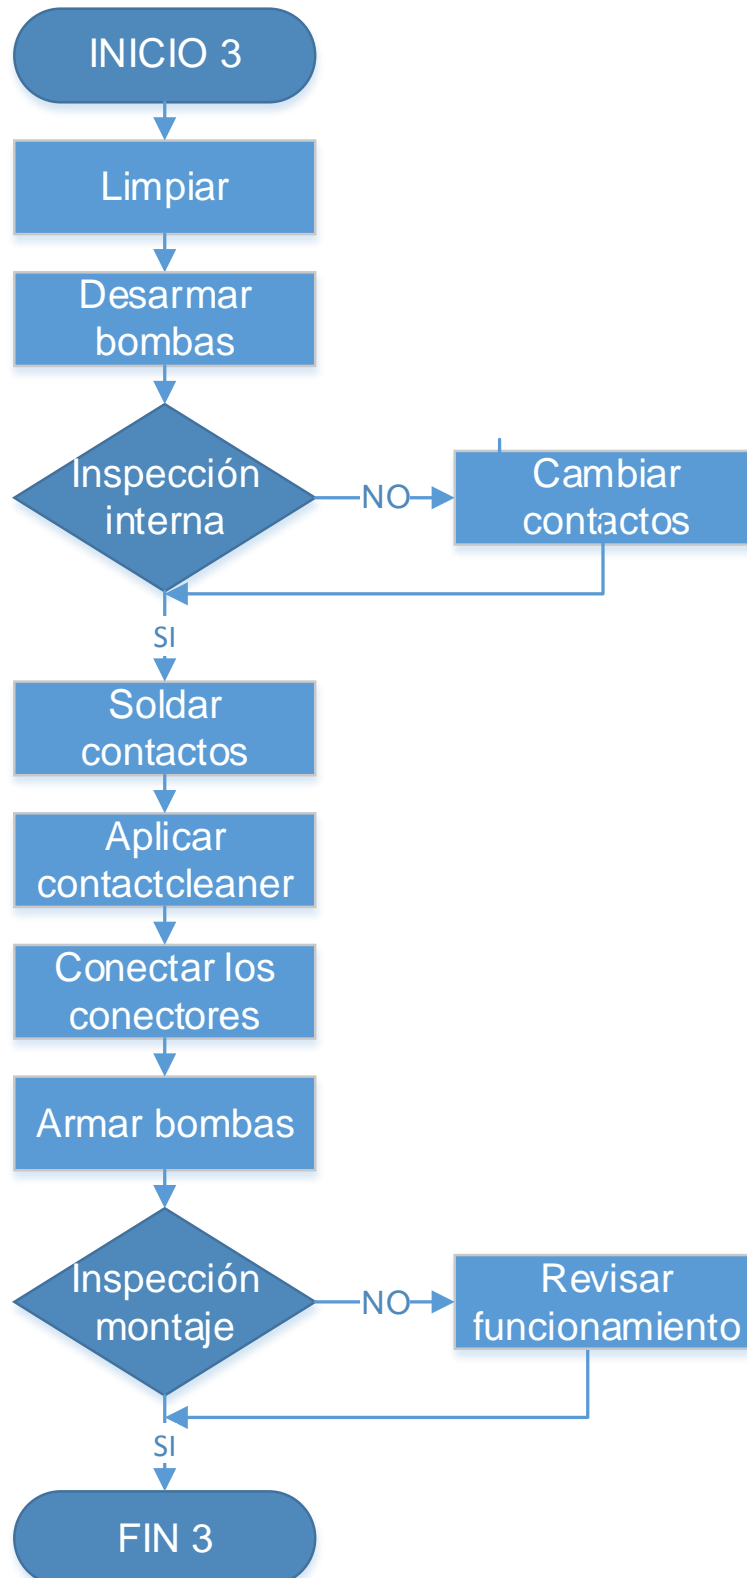 INICIO 3
Limpiar
Desarmar
bombas
Inspección
interna
NO
Cambiar
contactos
SI
Soldar
contactos
Aplicar
contactcleaner
Conectar los
conectores
Armar bombas
Inspección
montaje
NO
Revisar
funcionamiento
SI
FIN 3